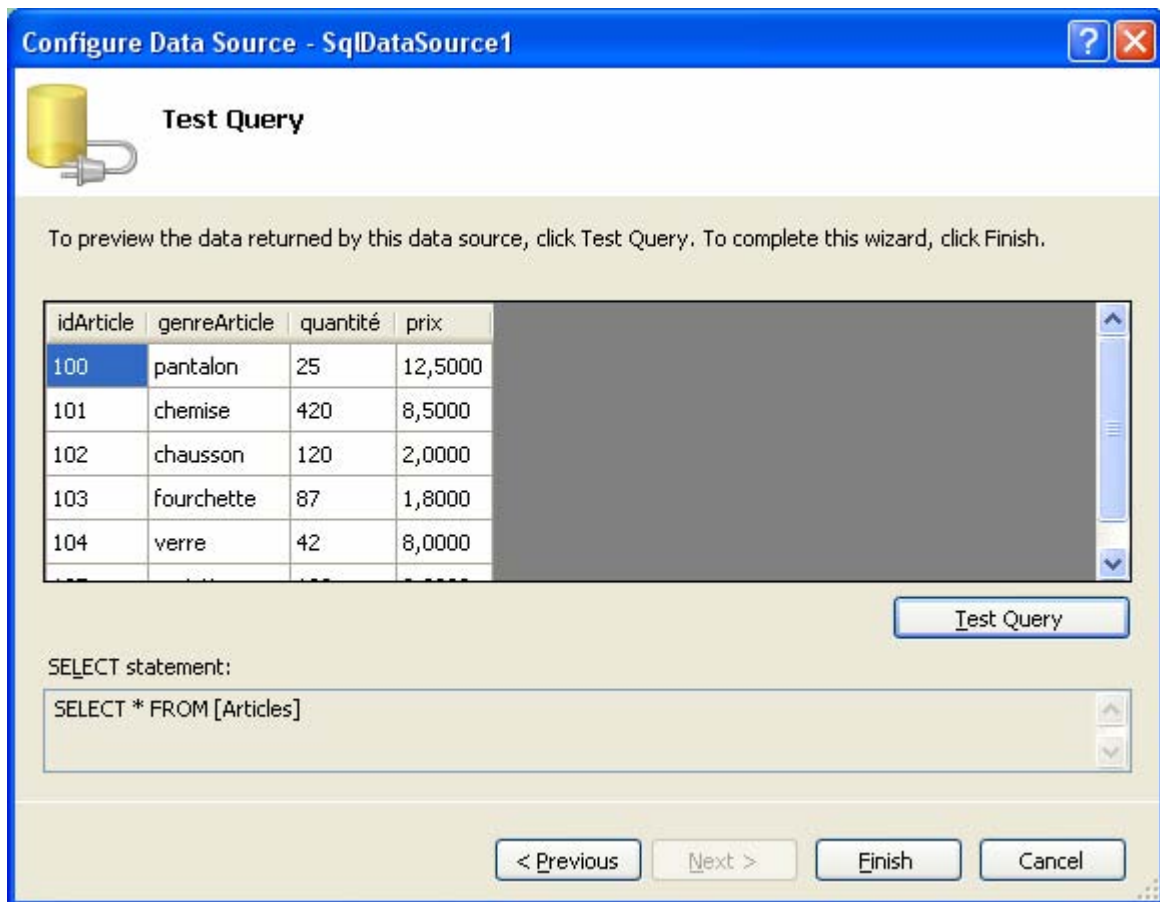 Configure Data Source - SqlDataSource1
Test Query
To preview the data returned by this data source, click Test Query. To complete this wizard, click Finish.
idArticle genreArticle quantité prix
100 pantalon 25 12,5000
101 chemise 420 8,5000
102 chausson 120 2,0000
103 fourchette 87 1,8000
104 verre 42 8,0000
Test Query
SELECT statement:
SELECT * FROM [Articles]
< Previous Next > Finish Cancel